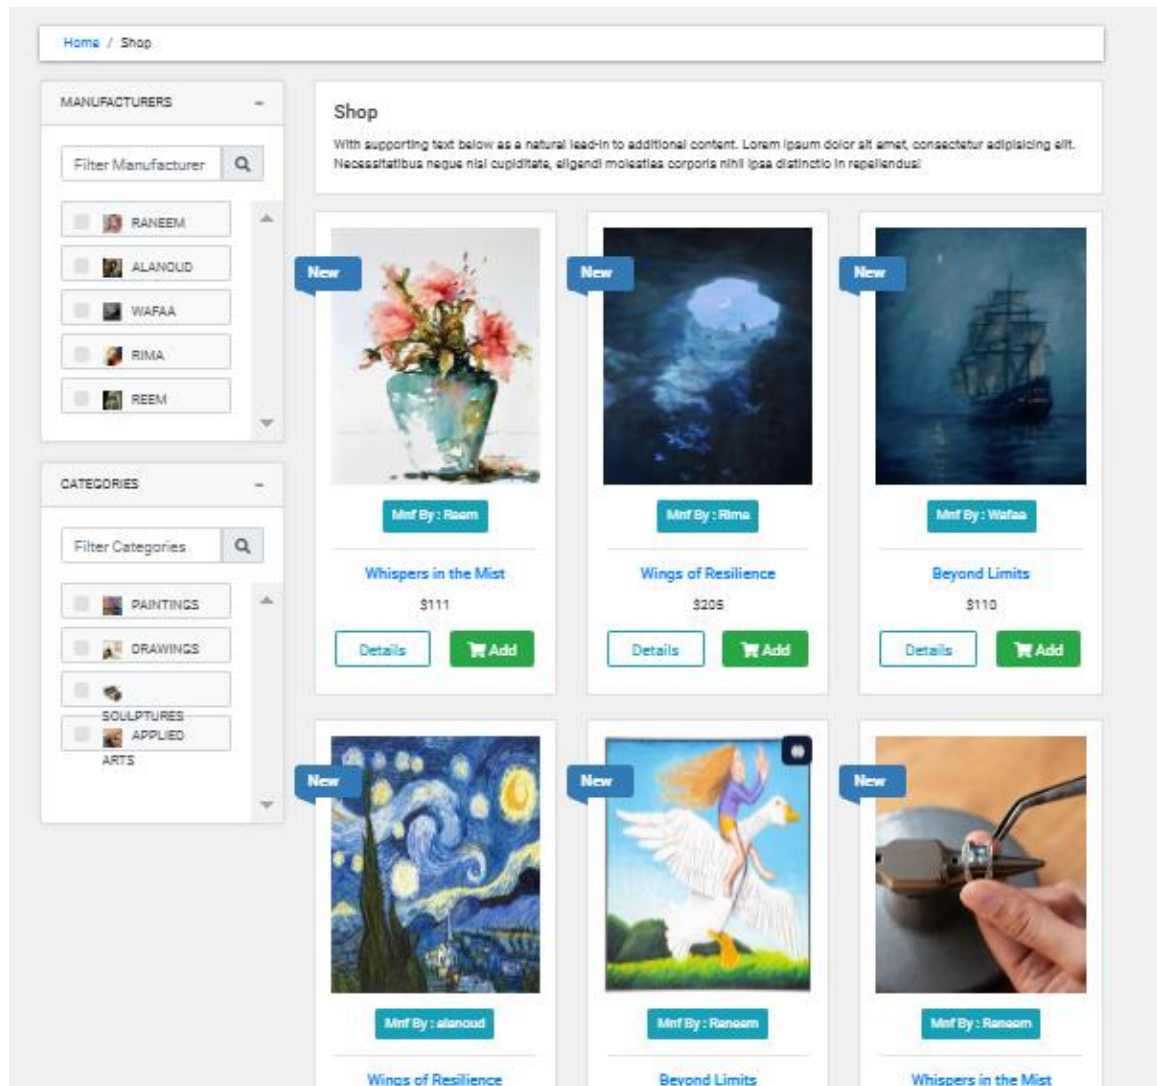 Home / Shop
MANUFACTURERS -
Filter Manufacturer
RANEEM
ALANOUD
WAFAA
RIMA
REEM
CATEGORIES -
Filter Categories
PAINTINGS
DRAWINGS
SCULPTURES
APPLIED
ARTS
Shop
With supporting text below as a natural lead-in to additional content. Lorem ipsum dolor sit amet, consectetur adipisicing elit.
Necessitatibus neque nisi cupiditate, eligendi molestias corporis nihil ipsa distinctio in repellendus!
New
New
New
Mnf By : Reem
Mnf By : Rima
Mnf By : Wafaa
Whispers in the Mist
Wings of Resilience
Beyond Limits
$111
$205
$110
Details Add
Details Add
Details Add
New
New
New
Mnf By : alanoud
Mnf By : Raneem
Mnf By : Raneem
Wings of Resilience
Beyond Limits
Whispers in the Mist